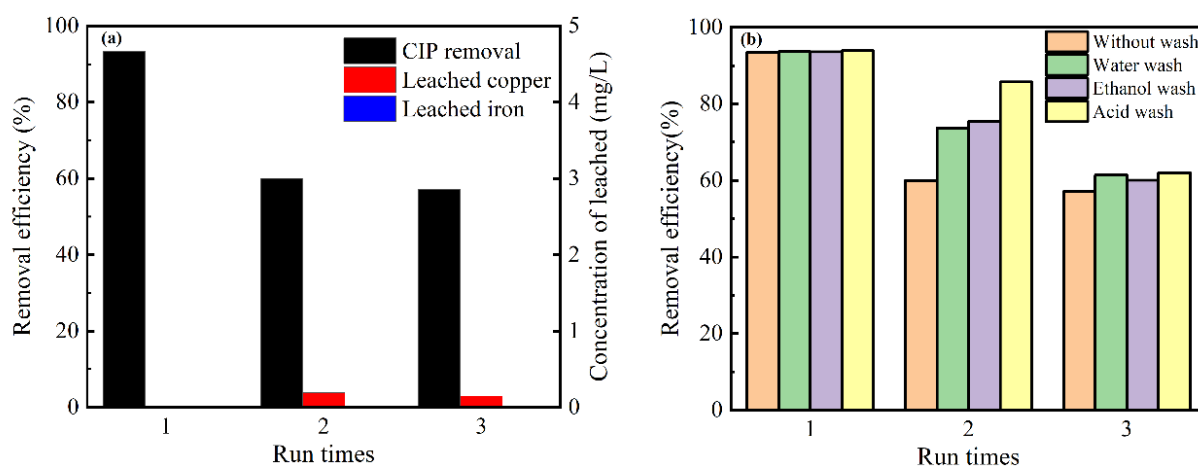 (a)
CIP removal
Leached copper
Leached iron
100
80
60
40
20
0
Removal efficiency (%)
5
4
3
2
1
0
Concentration of leached (mg/L)
1 2 3
Run times
(b)
Without wash
Water wash
Ethanol wash
Acid wash
100
80
60
40
20
0
Removal efficiency(%)
1 2 3
Run times